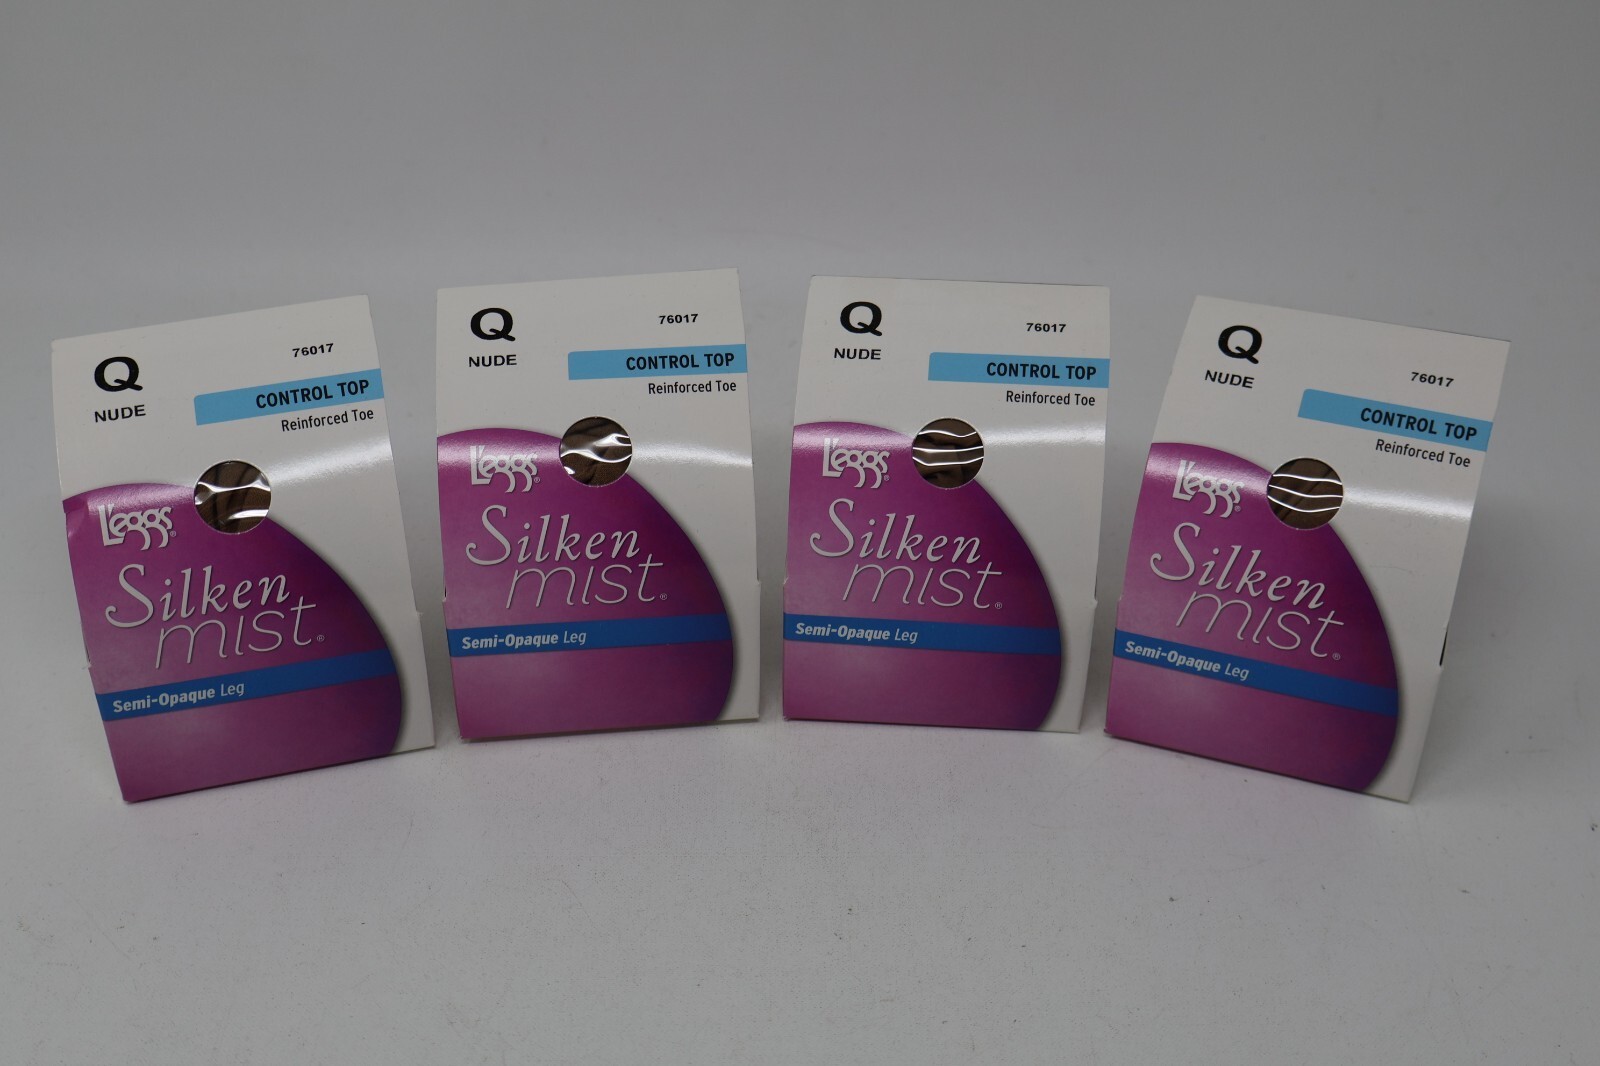 Q
NUDE
76017
CONTROL TOP
Reinforced Toe
L'eggs®
Silken
mist®
Semi-Opaque Leg
Q
NUDE
76017
CONTROL TOP
Reinforced Toe
L'eggs®
Silken
mist®
Semi-Opaque Leg
Q
NUDE
76017
CONTROL TOP
Reinforced Toe
L'eggs®
Silken
mist®
Semi-Opaque Leg
Q
NUDE
76017
CONTROL TOP
Reinforced Toe
L'eggs®
Silken
mist®
Semi-Opaque Leg